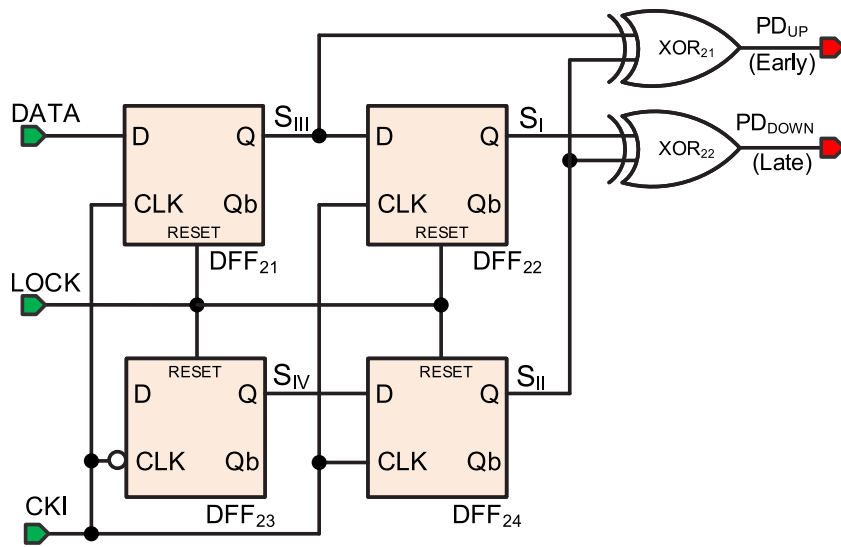 PD_UP
XOR_21
(Early)
DATA
S_III
S_I
PD_DOWN
D
Q
D
Q
XOR_22
(Late)
CLK
Qb
CLK
Qb
RESET
RESET
DFF_21
DFF_22
LOCK
RESET
RESET
S_IV
S_II
D
Q
D
Q
CLK
Qb
CLK
Qb
CKI
DFF_23
DFF_24